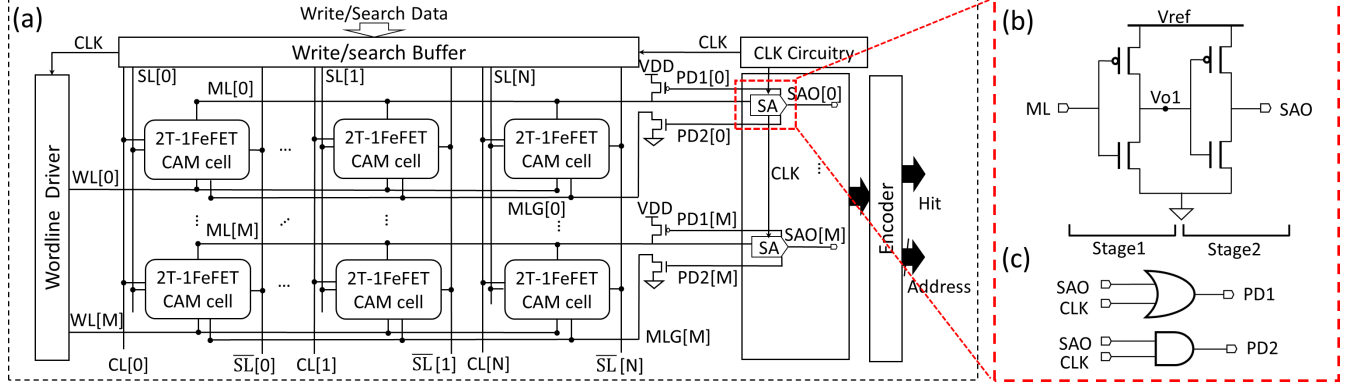 (a)
Write/Search Data
CLK
Write/search Buffer
CLK
CLK Circuitry
SL[0]
SL[1]
SL[N]
VDD
PD1[0]
ML[0]
SA
SAO[0]
2T-1FeFET
CAM cell
...
2T-1FeFET
CAM cell
...
2T-1FeFET
CAM cell
PD2[0]
Wordline Driver
WL[0]
CLK
...
MLG[0]
...
...
...
VDD
PD1[M]
ML[M]
SA
SAO[M]
2T-1FeFET
CAM cell
...
2T-1FeFET
CAM cell
...
2T-1FeFET
CAM cell
PD2[M]
WL[M]
MLG[M]
CL[0]
S̅L̅[0]
CL[1]
S̅L̅[1]
CL[N]
S̅L̅[N]
Encoder
Hit
Address
(b)
Vref
ML
Vo1
SAO
Stage1
Stage2
(c)
SAO
CLK
PD1
SAO
CLK
PD2